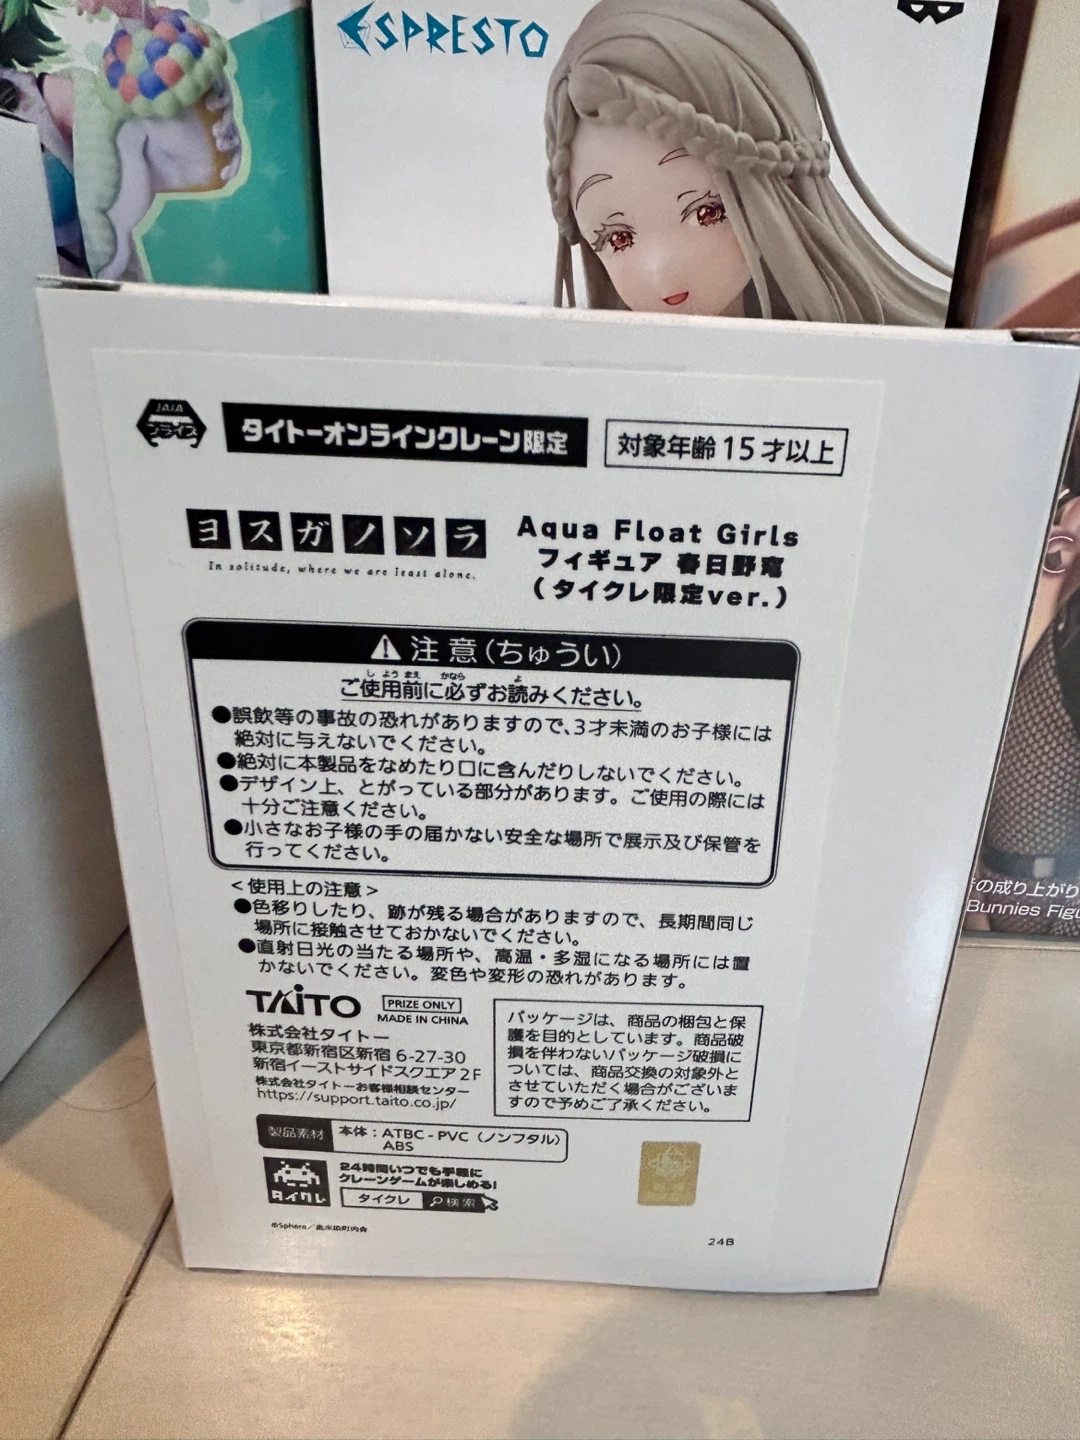 ESPRESTO
JAIA
プライズ
タイトーオンラインクレーン限定
対象年齢15才以上
ヨスガノソラ
In solitude, where we are least alone.
Aqua Float Girls
フィギュア 春日野穹
(タイクレ限定ver.)
注意(ちゅうい)
ご使用前に必ずお読みください。
●誤飲等の事故の恐れがありますので、3才未満のお子様には
絶対に与えないでください。
●絶対に本製品をなめたり口に含んだりしないでください。
●デザイン上、とがっている部分があります。ご使用の際には
十分ご注意ください。
●小さなお子様の手の届かない安全な場所で展示及び保管を
行ってください。
<使用上の注意>
●色移りしたり、跡が残る場合がありますので、長期間同じ
場所に接触させておかないでください。
●直射日光の当たる場所や、高温・多湿になる場所には置
かないでください。変色や変形の恐れがあります。
TAITO
PRIZE ONLY
MADE IN CHINA
株式会社タイトー
東京都新宿区新宿 6-27-30
新宿イーストサイドスクエア 2F
株式会社タイトーお客様相談センター
https://support.taito.co.jp/
パッケージは、商品の梱包と保
護を目的としています。商品破
損を伴わないパッケージ破損に
ついては、商品交換の対象外と
させていただく場合がございま
すので予めご了承ください。
製品素材
本体:ATBC-PVC(ノンフタル)
ABS
タイクレ
24時間いつでも手軽に
クレーンゲームが楽しめる!
タイクレ 検索
©Sphere/奥木染町内会
24B
の成り上がり
Bunnies Figu